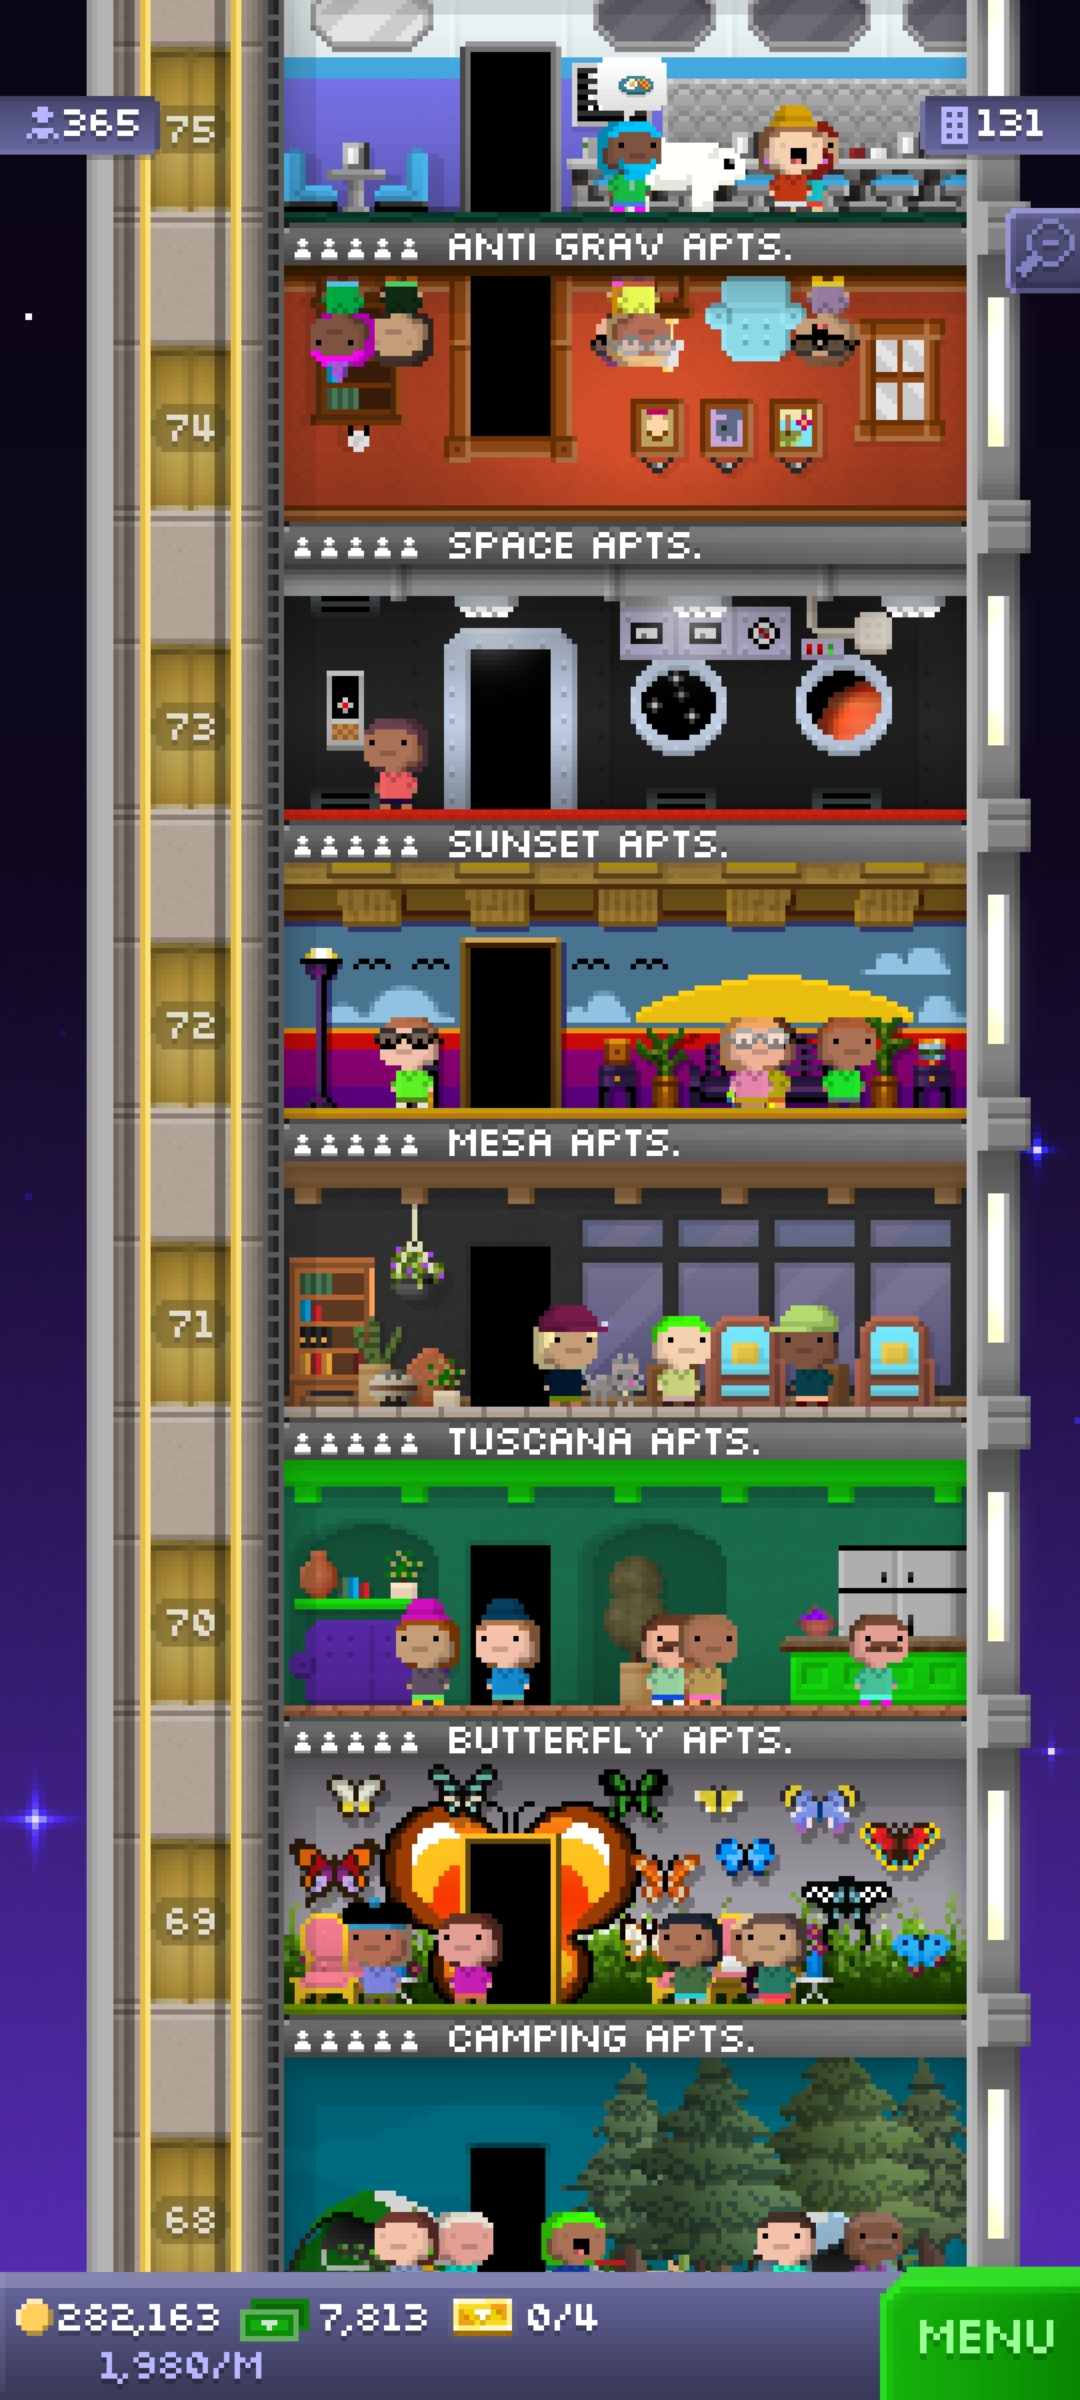 365
75
131
ANTI GRAV APTS.
74
SPACE APTS.
73
SUNSET APTS.
72
MESA APTS.
71
TUSCANA APTS.
70
BUTTERFLY APTS.
69
CAMPING APTS.
68
282,163 7,813 0/4
1,980/M
MENU